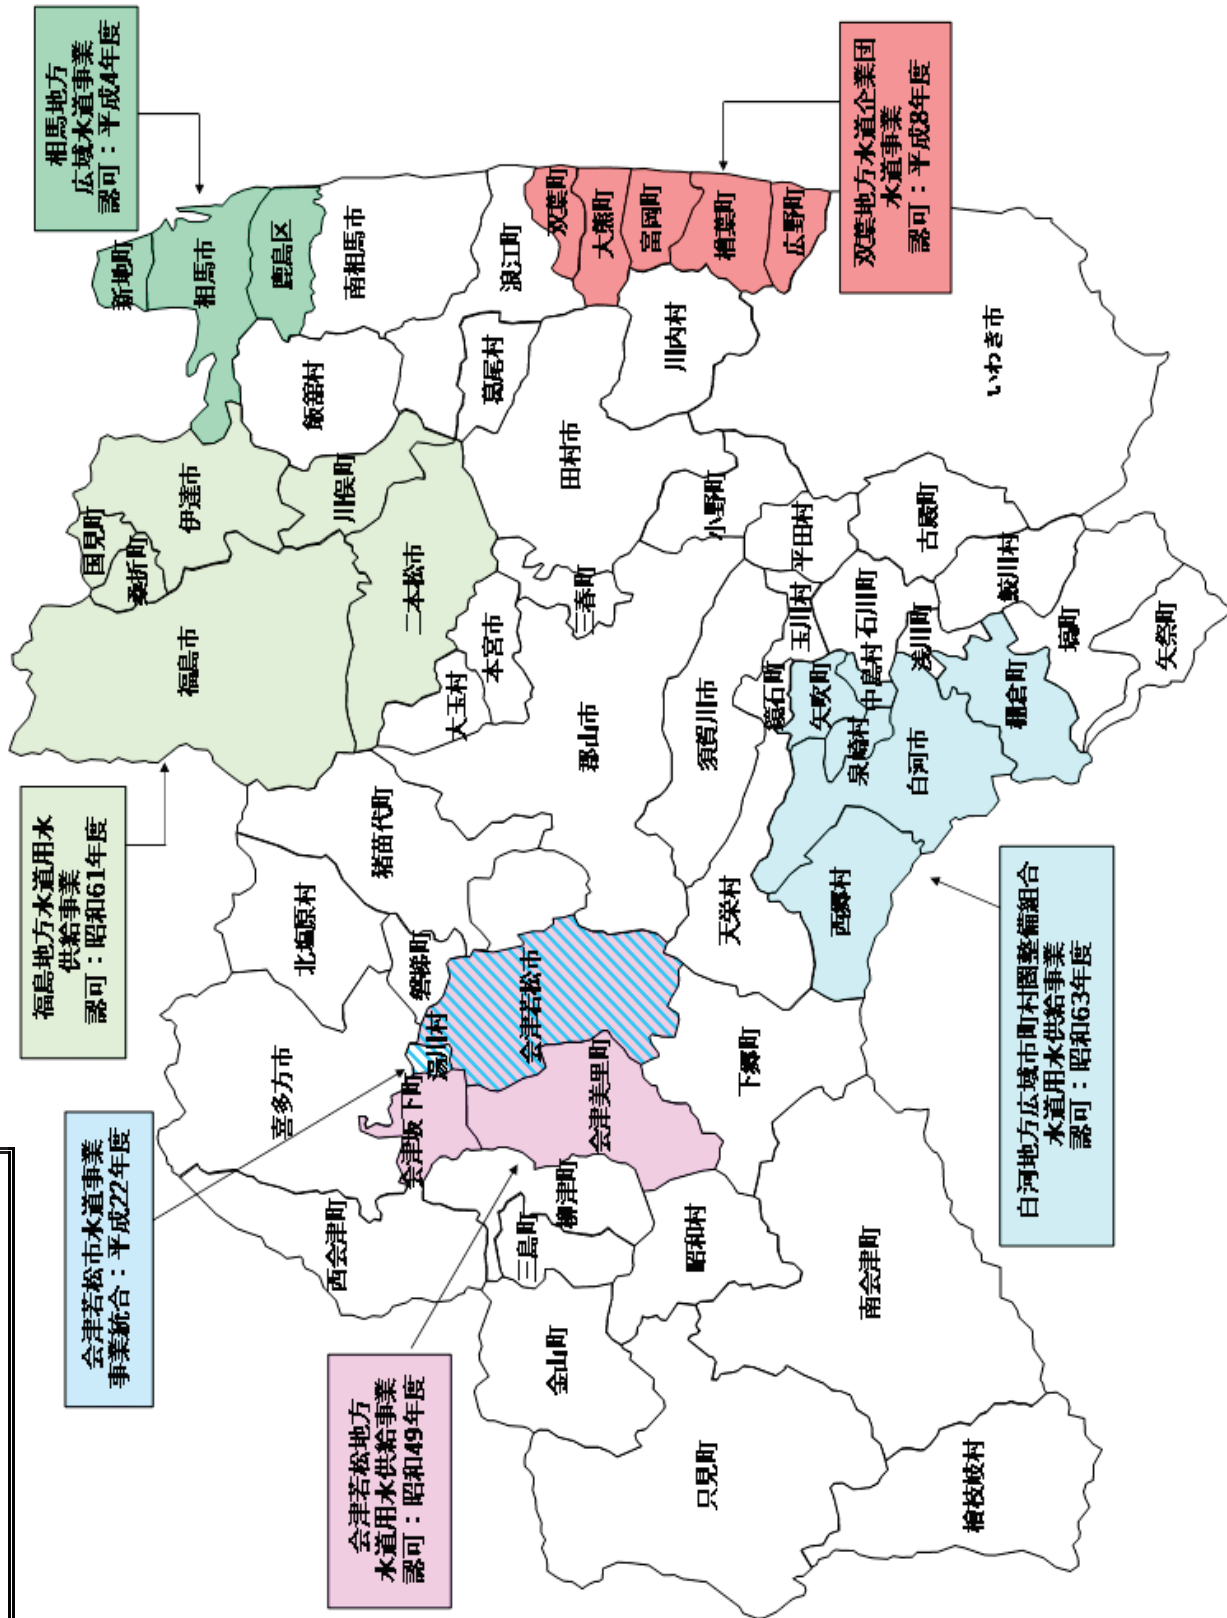 相馬地方
広域水道事業
認可：平成4年度
双葉地方水道企業団
水道事業
認可：平成8年度
福島地方水道用水
供給事業
認可：昭和61年度
会津若松市水道事業
事業統合：平成22年度
会津若松地方
水道用水供給事業
認可：昭和49年度
白河地方広域市町村圏整備組合
水道用水供給事業
認可：昭和63年度
新地町
相馬市
鹿島区
南相馬市
浪江町
双葉町
大熊町
富岡町
楢葉町
広野町
いわき市
飯舘村
葛尾村
川内村
国見町
桑折町
伊達市
川俣町
福島市
二本松市
大玉村
本宮市
田村市
三春町
小野町
郡山市
須賀川市
鏡石町
玉川村
平田村
石川町
古殿町
浅川町
鮫川村
塙町
矢祭町
棚倉町
矢吹町
中島村
泉崎村
白河市
西郷村
天栄村
猪苗代町
北塩原村
磐梯町
喜多方市
湯川村
会津若松市
会津坂下町
会津美里町
下郷町
西会津町
柳津町
三島町
昭和村
金山町
只見町
南会津町
檜枝岐村